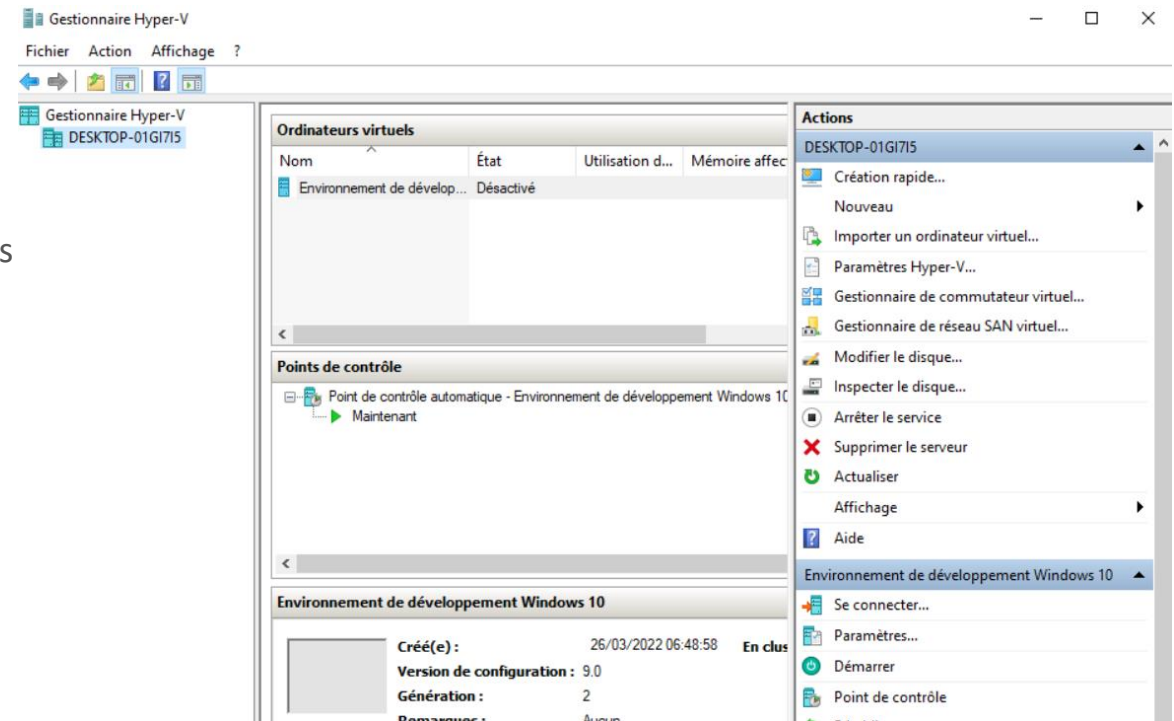 Gestionnaire Hyper-V
Fichier Action Affichage ?
Gestionnaire Hyper-V
DESKTOP-01GI7I5
s
Ordinateurs virtuels
Nom État Utilisation d... Mémoire affec
Environnement de dévelop... Désactivé
Points de contrôle
Point de contrôle automatique - Environnement de développement Windows 10
Maintenant
Environnement de développement Windows 10
Créé(e) : 26/03/2022 06:48:58 En clus
Version de configuration : 9.0
Génération : 2
Remarques : Aucun
Actions
DESKTOP-01GI7I5
Création rapide...
Nouveau
Importer un ordinateur virtuel...
Paramètres Hyper-V...
Gestionnaire de commutateur virtuel...
Gestionnaire de réseau SAN virtuel...
Modifier le disque...
Inspecter le disque...
Arrêter le service
Supprimer le serveur
Actualiser
Affichage
Aide
Environnement de développement Windows 10
Se connecter...
Paramètres...
Démarrer
Point de contrôle